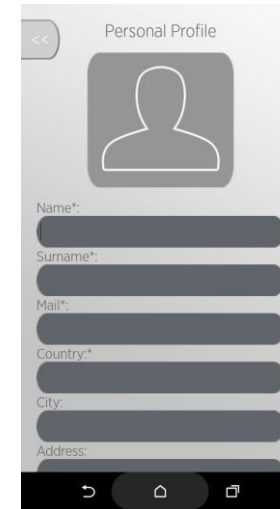 <<
Personal Profile
Name*:
Surname*:
Mail*:
Country:*
City:
Address: